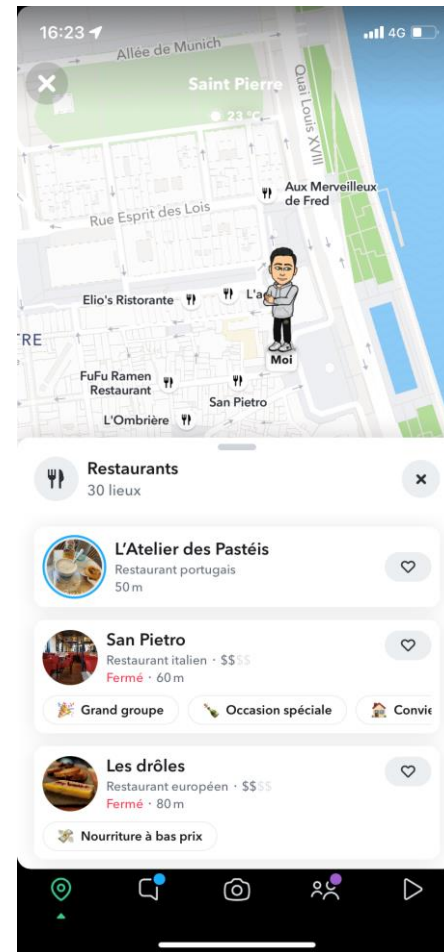 16:23
4G
Allée de Munich
Saint Pierre
23 °C
Quai Louis XVIII
Aux Merveilleux
de Fred
Rue Esprit des Lois
Elio's Ristorante
L'a
TRE
Moi
FuFu Ramen
Restaurant
San Pietro
L'Ombrière
Restaurants
30 lieux
L'Atelier des Pastéis
Restaurant portugais
50 m
San Pietro
Restaurant italien · $$$$
Fermé · 60 m
Grand groupe
Occasion spéciale
Convie
Les drôles
Restaurant européen · $$$$
Fermé · 80 m
Nourriture à bas prix